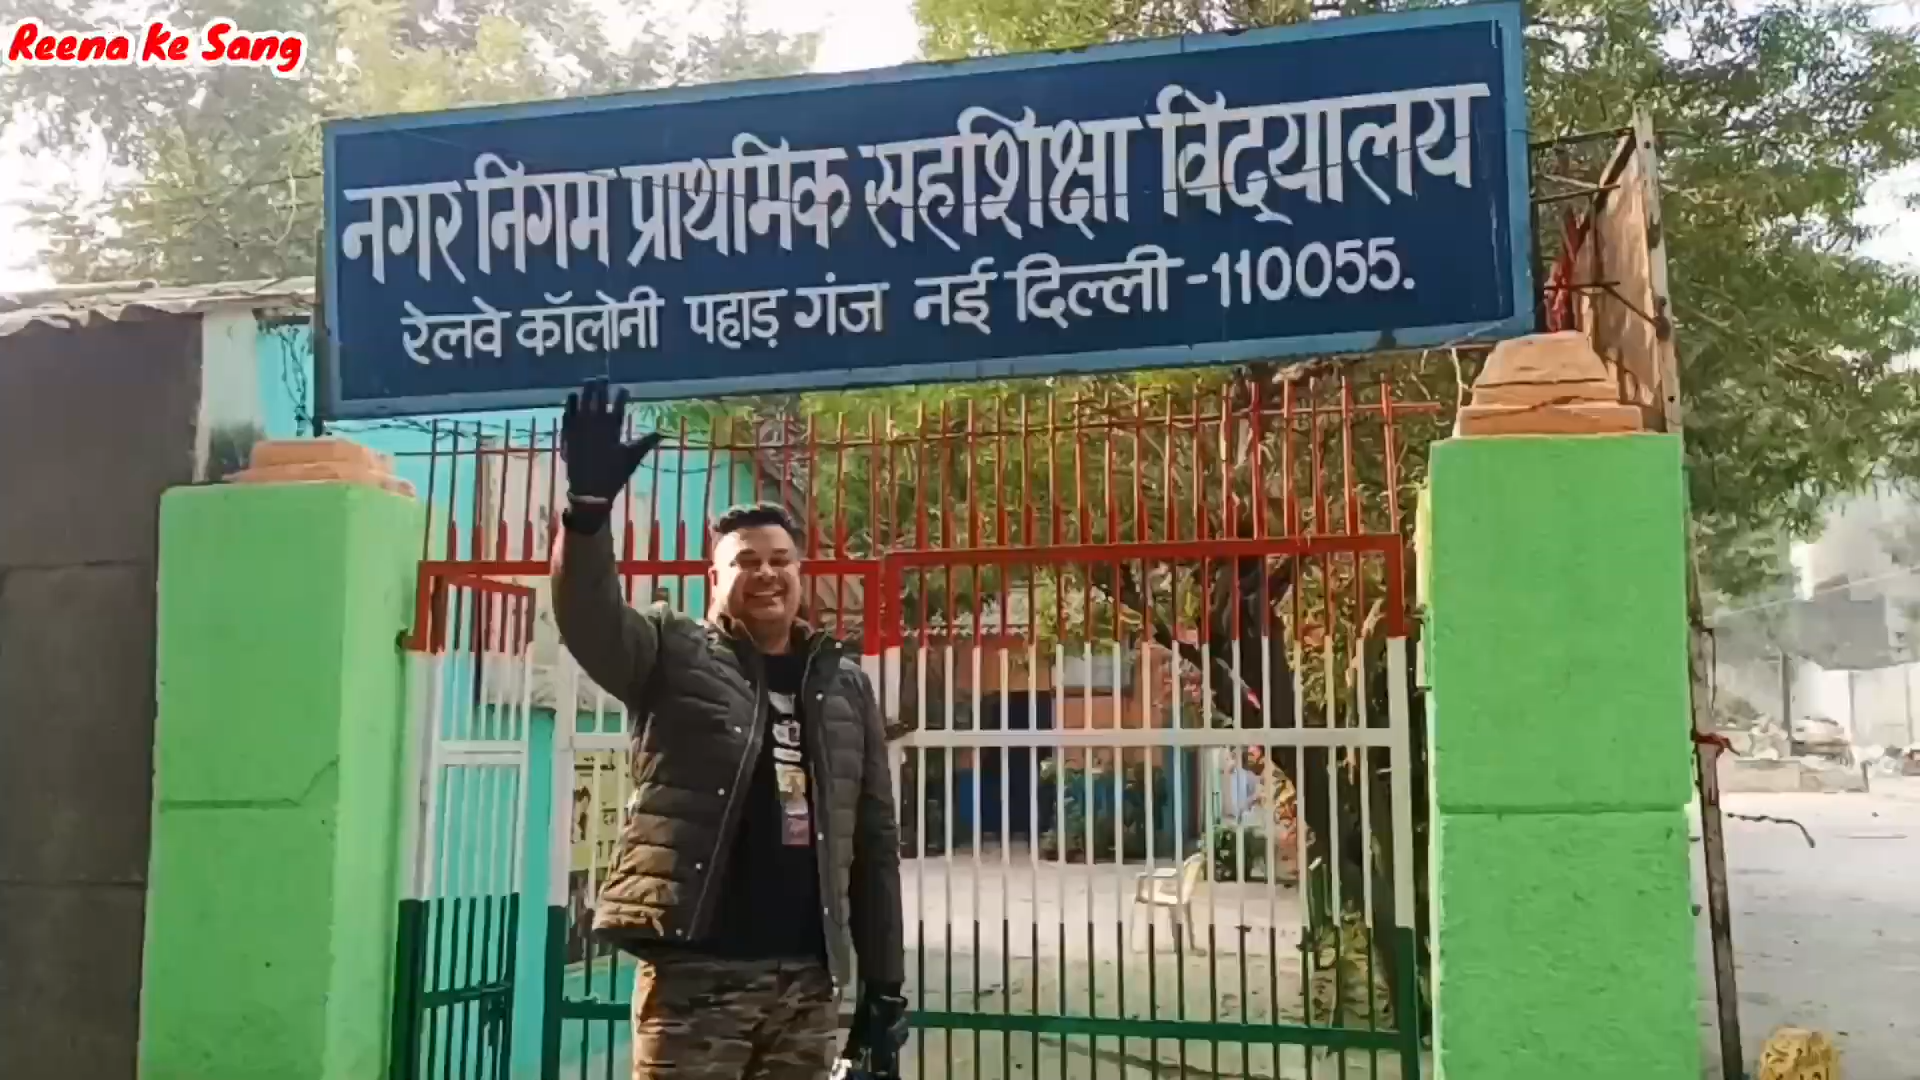 Reena Ke Sang
नगर निगम प्राथमिक सहशिक्षा विद्यालय
रेलवे कॉलोनी पहाड़ गंज नई दिल्ली -110055.